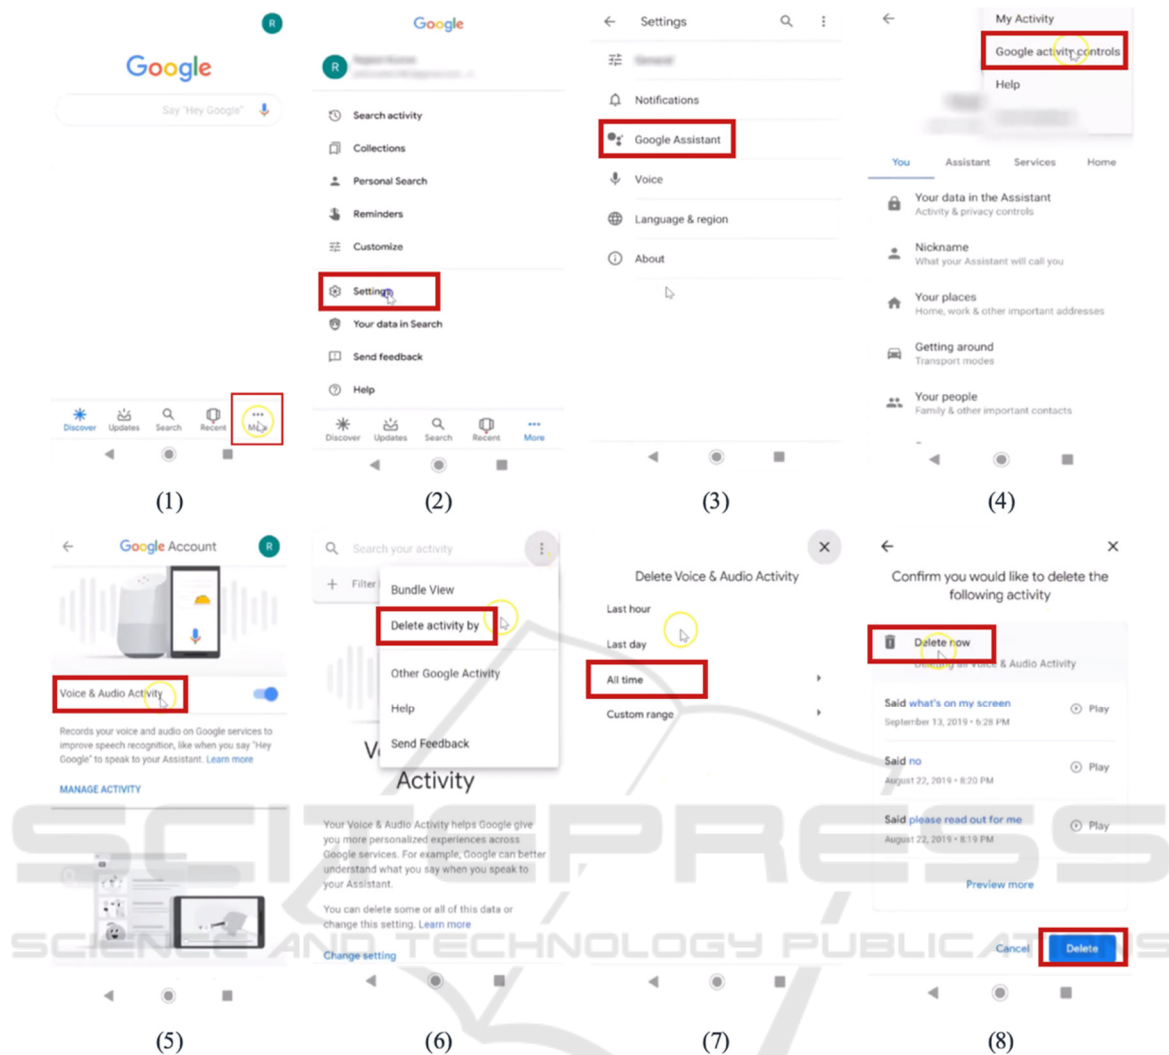 R
Google
Say "Hey Google"
Discover
Updates
Search
Recent
More
(1)
Google
R
Search activity
Collections
Personal Search
Reminders
Customize
Settings
Your data in Search
Send feedback
Help
Discover
Updates
Search
Recent
More
(2)
Settings
General
Notifications
Google Assistant
Voice
Language & region
About
(3)
My Activity
Google activity controls
Help
You
Assistant
Services
Home
Your data in the Assistant
Activity & privacy controls
Nickname
What your Assistant will call you
Your places
Home, work & other important addresses
Getting around
Transport modes
Your people
Family & other important contacts
(4)
Google Account
R
Voice & Audio Activity
Records your voice and audio on Google services to
improve speech recognition, like when you say "Hey
Google" to speak to your Assistant. Learn more
MANAGE ACTIVITY
(5)
Search your activity
Filter
Bundle View
Delete activity by
Other Google Activity
Help
Send Feedback
Activity
Your Voice & Audio Activity helps Google give
you more personalized experiences across
Google services. For example, Google can better
understand what you say when you speak to
your Assistant.
You can delete some or all of this data or
change this setting. Learn more
Change setting
(6)
Delete Voice & Audio Activity
Last hour
Last day
All time
Custom range
(7)
Confirm you would like to delete the
following activity
Delete now
Deleting all Voice & Audio Activity
Said what's on my screen
September 13, 2019 • 6:28 PM
Play
Said no
August 22, 2019 • 8:20 PM
Play
Said please read out for me
August 22, 2019 • 8:19 PM
Play
Preview more
Cancel
Delete
(8)
SCITEPRESS
SCIENCE AND TECHNOLOGY PUBLICATIONS